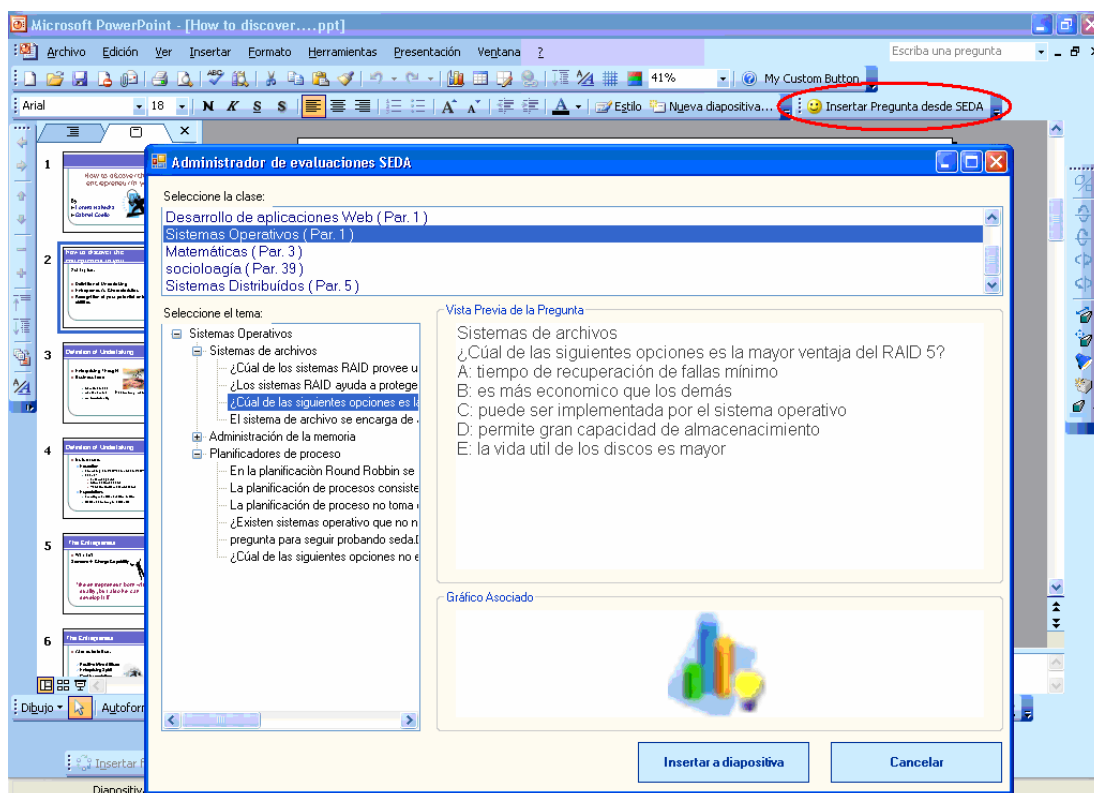 Microsoft PowerPoint - [How to discover....ppt]
Archivo Edición Ver Insertar Formato Herramientas Presentación Ventana ? Escriba una pregunta
41% My Custom Button
Arial 18 N K S S Estilo Nueva diapositiva... Insertar Pregunta desde SEDA
Administrador de evaluaciones SEDA
Seleccione la clase:
Desarrollo de aplicaciones Web ( Par. 1 )
Sistemas Operativos ( Par. 1 )
Matemáticas ( Par. 3 )
socioloagía ( Par. 39 )
Sistemas Distribuídos ( Par. 5 )
Seleccione el tema:
Sistemas Operativos
Sistemas de archivos
¿Cúal de los sistemas RAID provee u
¿Los sistemas RAID ayuda a protege
¿Cúal de las siguientes opciones es la
El sistema de archivo se encarga de
Administración de la memoria
Planificadores de proceso
En la planificaciòn Round Robbin se
La planificación de procesos consiste
La planificación de proceso no toma
¿Existen sistemas operativo que no n
pregunta para seguir probando seda.
¿Cúal de las siguientes opciones no e
Vista Previa de la Pregunta
Sistemas de archivos
¿Cúal de las siguientes opciones es la mayor ventaja del RAID 5?
A: tiempo de recuperación de fallas mínimo
B: es más economico que los demás
C: puede ser implementada por el sistema operativo
D: permite gran capacidad de almacenacimiento
E: la vida util de los discos es mayor
Gráfico Asociado
Insertar a diapositiva Cancelar
1
2
3
Definition of Undertaking
4
Definition of Undertaking
5
The Entrepreneur
6
The Entrepreneur
Dibujo Autofor
Insertar f
Diapositiv